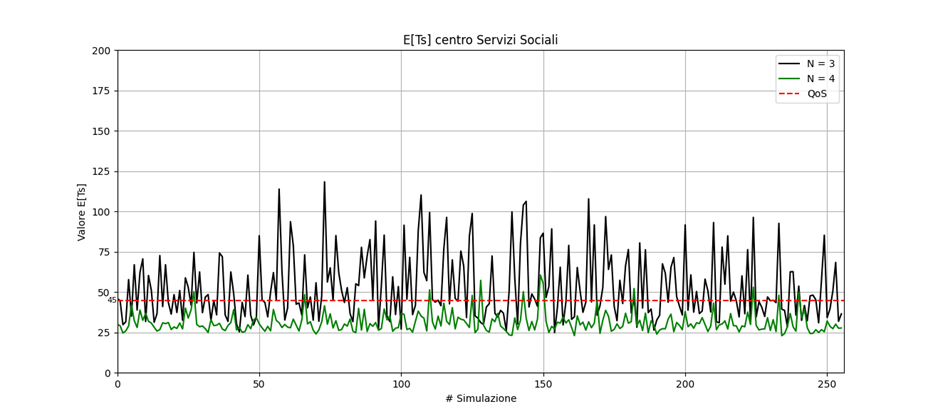 E[Ts] centro Servizi Sociali
200
175
150
125
100
75
50
45
25
0
Valore E[Ts]
N = 3
N = 4
QoS
0 50 100 150 200 250
# Simulazione